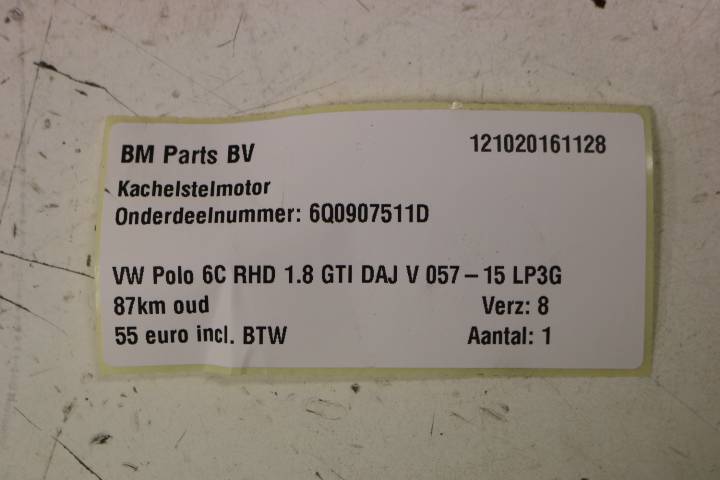 BM Parts BV 121020161128
Kachelstelmotor
Onderdeelnummer: 6Q0907511D
VW Polo 6C RHD 1.8 GTI DAJ V 057 – 15 LP3G
87km oud Verz: 8
55 euro incl. BTW Aantal: 1